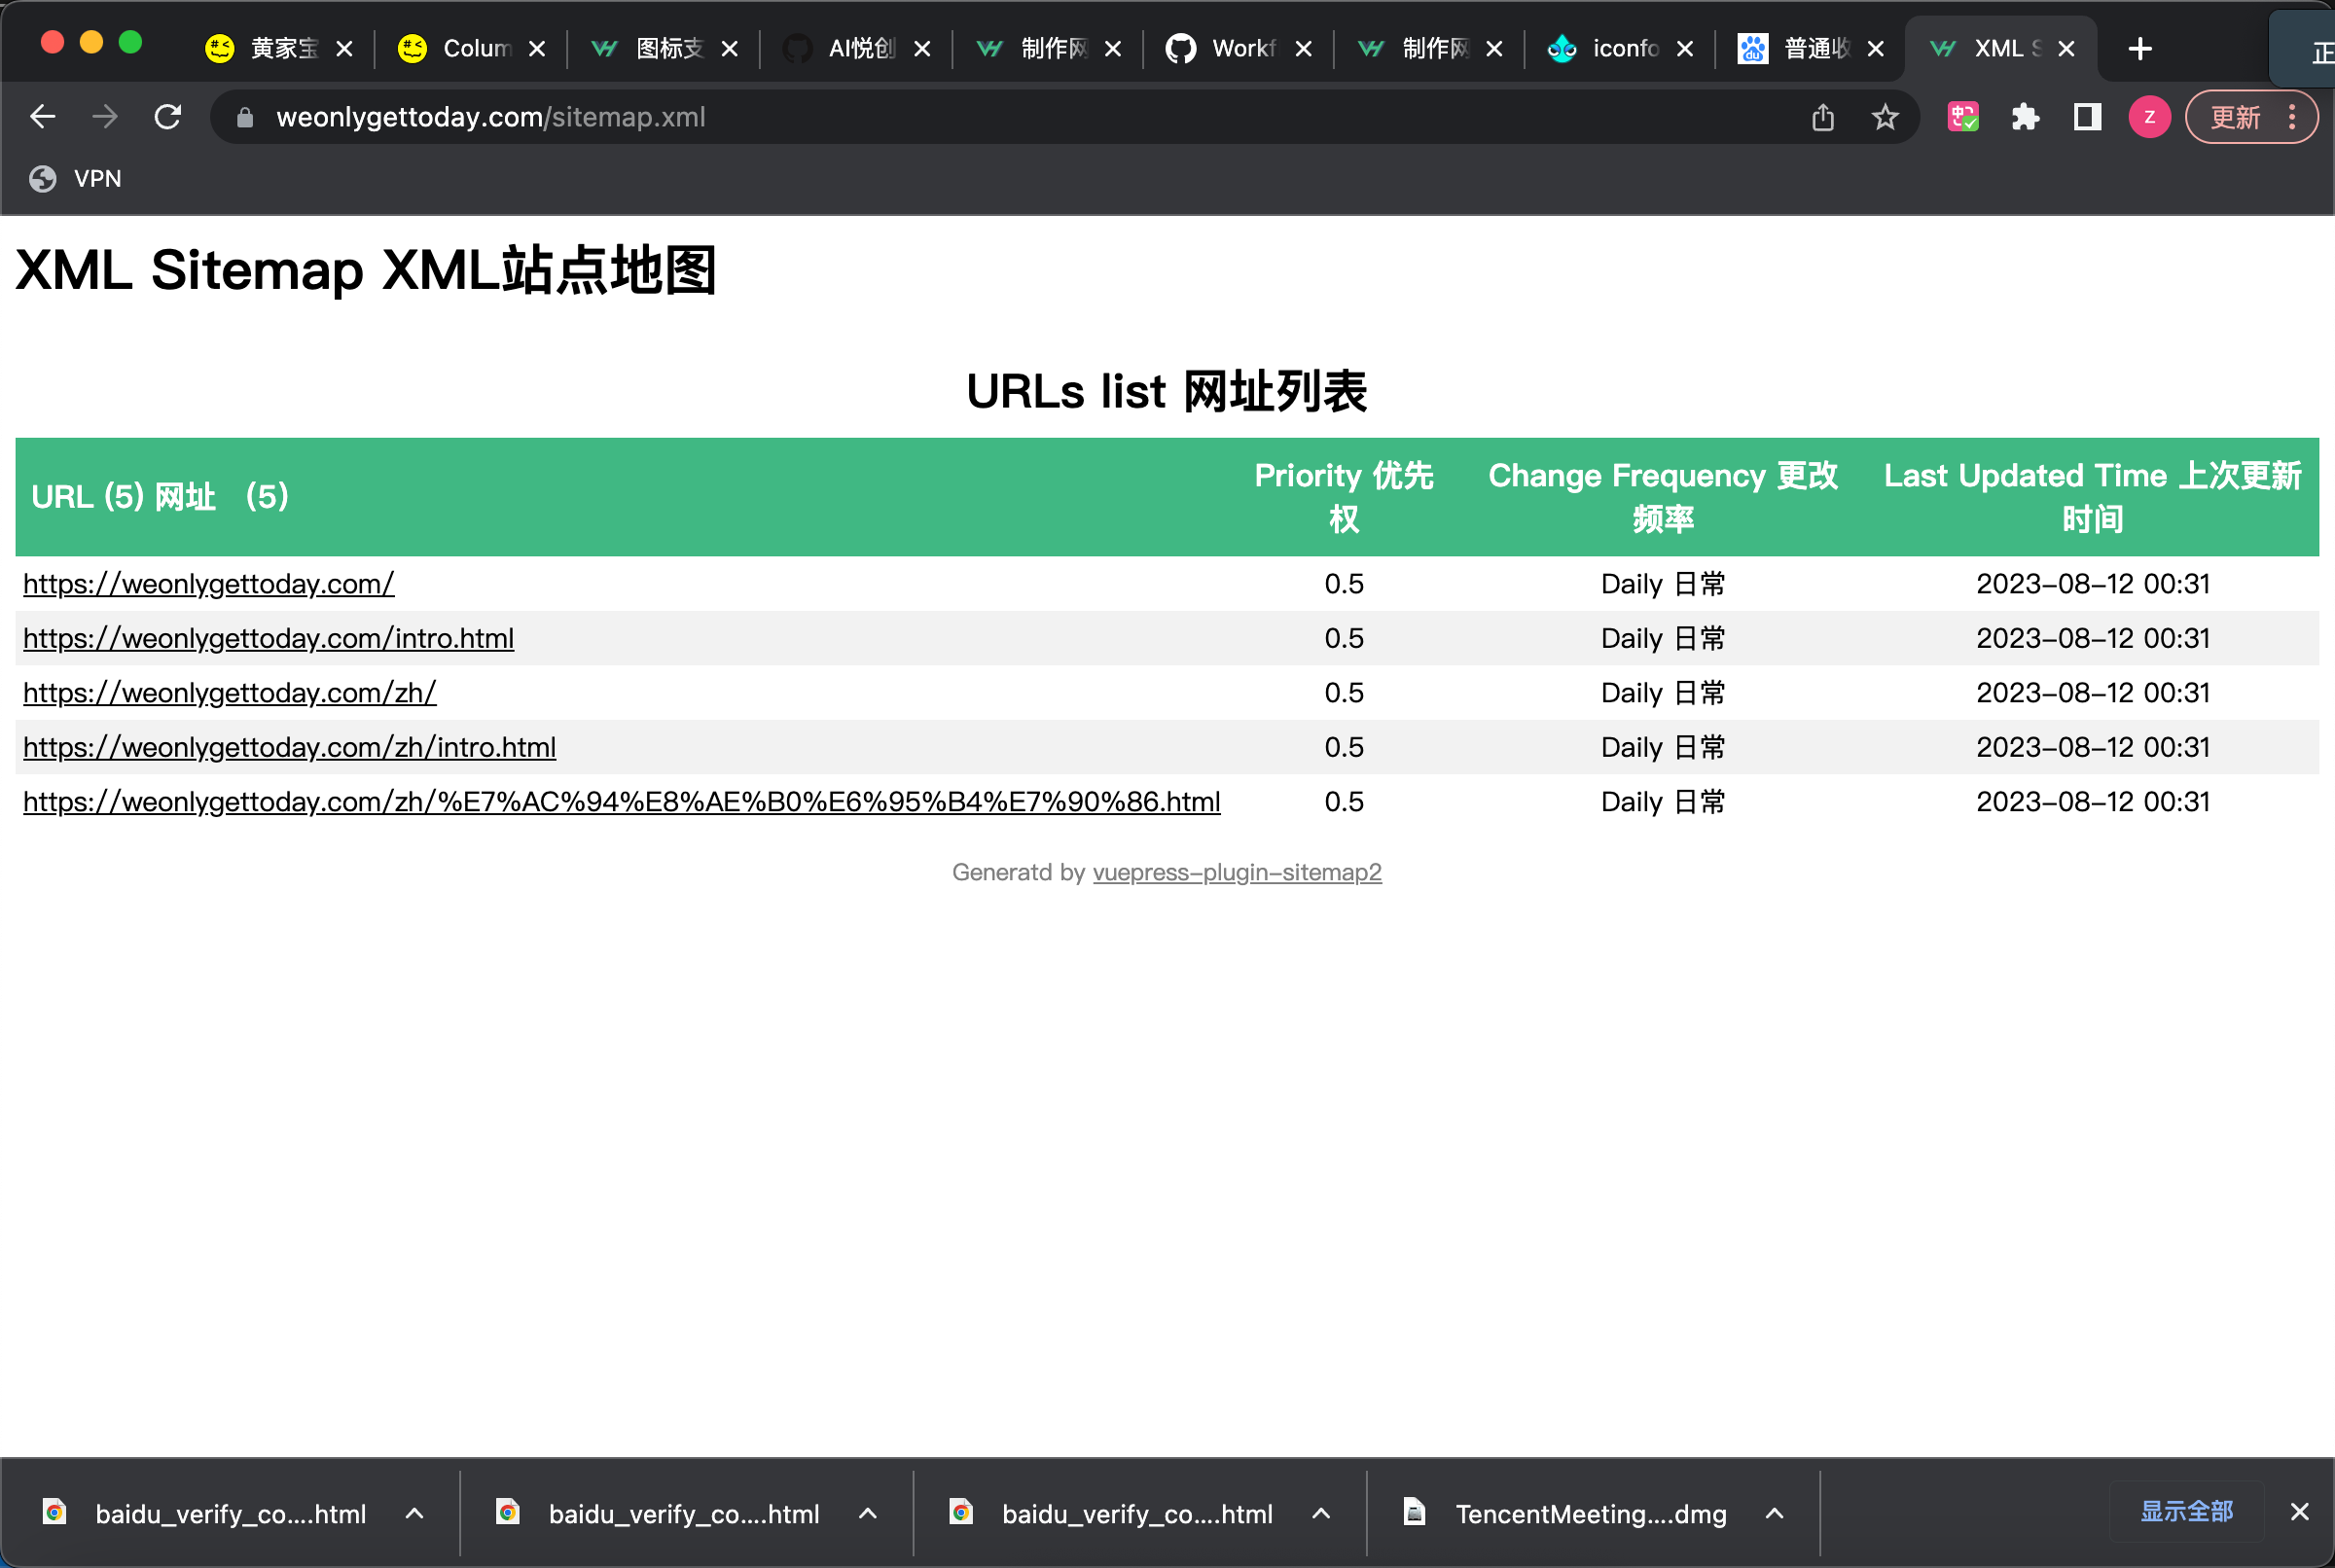 黄家宝
Colum
图标支
AI悦创
制作网
Workf
制作网
iconfo
普通收
XML S
正
weonlygettoday.com/sitemap.xml
Z
更新
VPN
XML Sitemap XML站点地图
URLs list 网址列表
URL (5) 网址 （5）
Priority 优先
权
Change Frequency 更改
频率
Last Updated Time 上次更新
时间
https://weonlygettoday.com/ 0.5 Daily 日常 2023-08-12 00:31
https://weonlygettoday.com/intro.html 0.5 Daily 日常 2023-08-12 00:31
https://weonlygettoday.com/zh/ 0.5 Daily 日常 2023-08-12 00:31
https://weonlygettoday.com/zh/intro.html 0.5 Daily 日常 2023-08-12 00:31
https://weonlygettoday.com/zh/%E7%AC%94%E8%AE%B0%E6%95%B4%E7%90%86.html 0.5 Daily 日常 2023-08-12 00:31
Generatd by vuepress-plugin-sitemap2
baidu_verify_co....html
baidu_verify_co....html
baidu_verify_co....html
TencentMeeting....dmg
显示全部